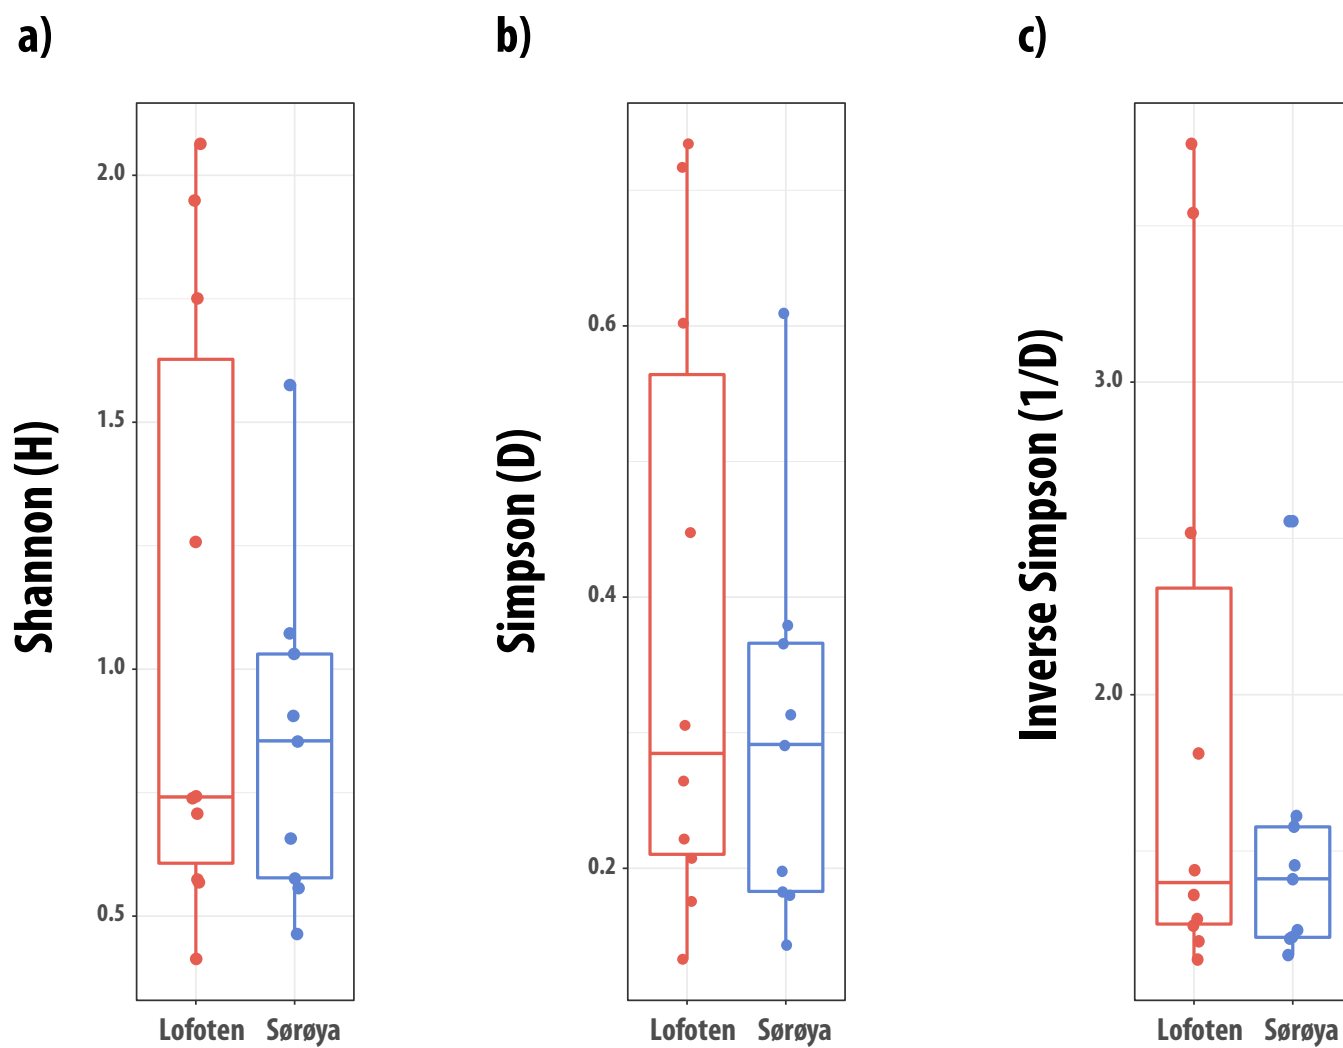 a)
b)
c)
Shannon (H)
2.0
1.5
1.0
0.5
Lofoten
Sørøya
Simpson (D)
0.6
0.4
0.2
Lofoten
Sørøya
Inverse Simpson (1/D)
3.0
2.0
Lofoten
Sørøya